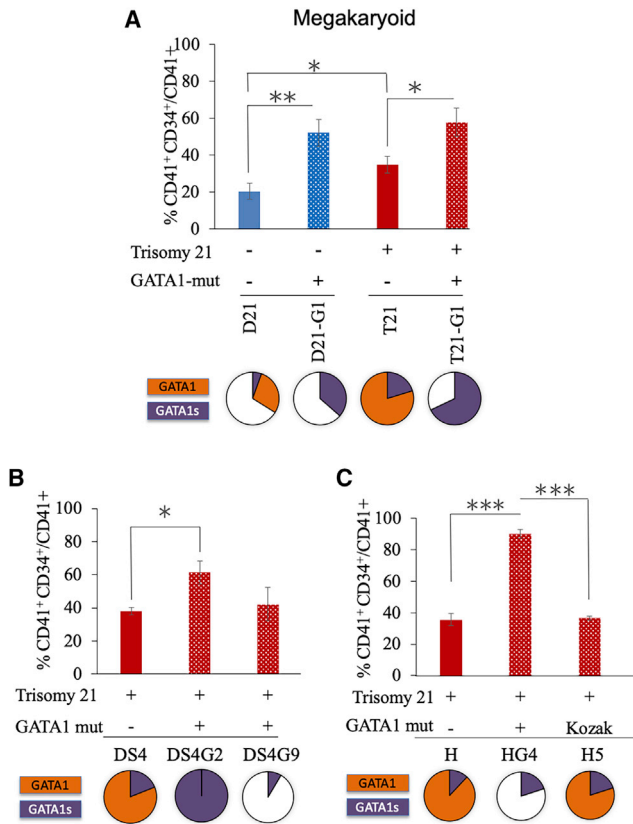 A
Megakaryoid
% CD41⁺ CD34⁺/CD41+
100
80
60
40
20
0
*
**
*
Trisomy 21 - - + +
GATA1-mut - + - +
D21 D21-G1 T21 T21-G1
GATA1
GATA1s
B
% CD41⁺ CD34⁺/CD41+
100
80
60
40
20
0
*
Trisomy 21 + + +
GATA1 mut - + +
DS4 DS4G2 DS4G9
GATA1
GATA1s
C
% CD41⁺ CD34⁺/CD41+
100
80
60
40
20
0
*** ***
Trisomy 21 + + +
GATA1 mut - + Kozak
H HG4 H5
GATA1
GATA1s